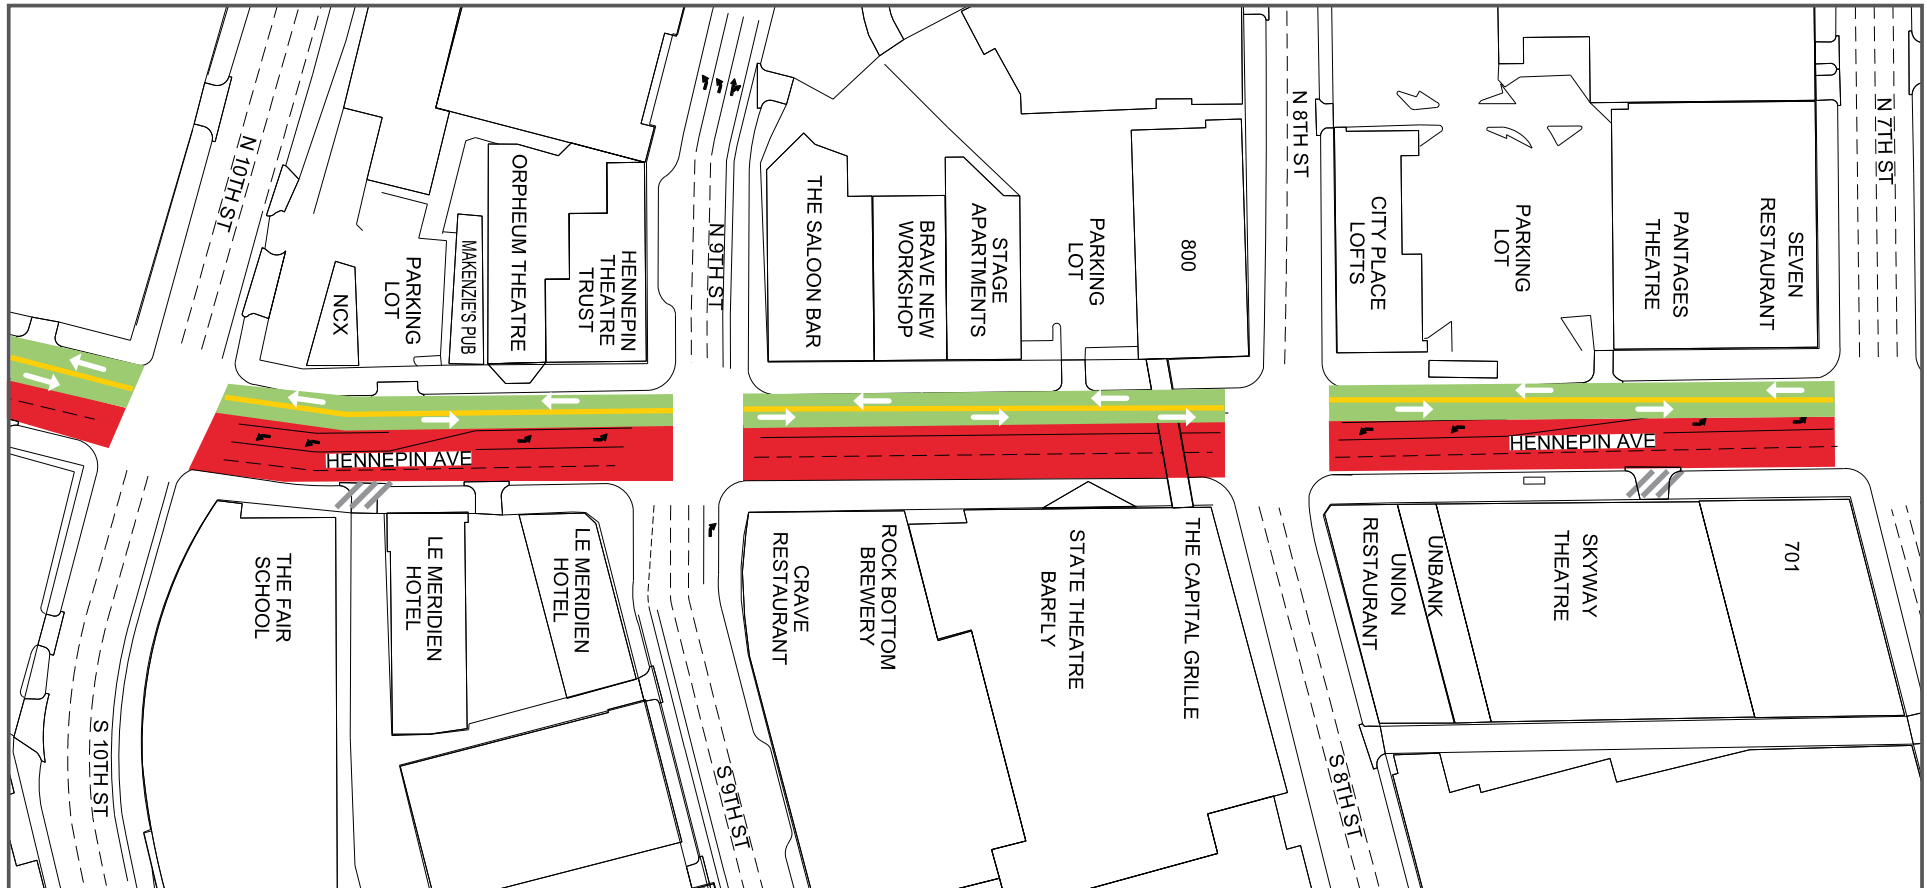 N 10TH ST
N 9TH ST
N 8TH ST
N 7TH ST
NCX
PARKING
LOT
MAKENZIE'S PUB
ORPHEUM THEATRE
HENNEPIN
THEATRE
TRUST
THE SALOON BAR
BRAVE NEW
WORKSHOP
STAGE
APARTMENTS
PARKING
LOT
800
CITY PLACE
LOFTS
PARKING
LOT
PANTAGES
THEATRE
SEVEN
RESTAURANT
HENNEPIN AVE
HENNEPIN AVE
THE FAIR
SCHOOL
LE MERIDIEN
HOTEL
LE MERIDIEN
HOTEL
CRAVE
RESTAURANT
ROCK BOTTOM
BREWERY
STATE THEATRE
BARFLY
THE CAPITAL GRILLE
UNION
RESTAURANT
UNBANK
SKYWAY
THEATRE
701
S 10TH ST
S 9TH ST
S 8TH ST